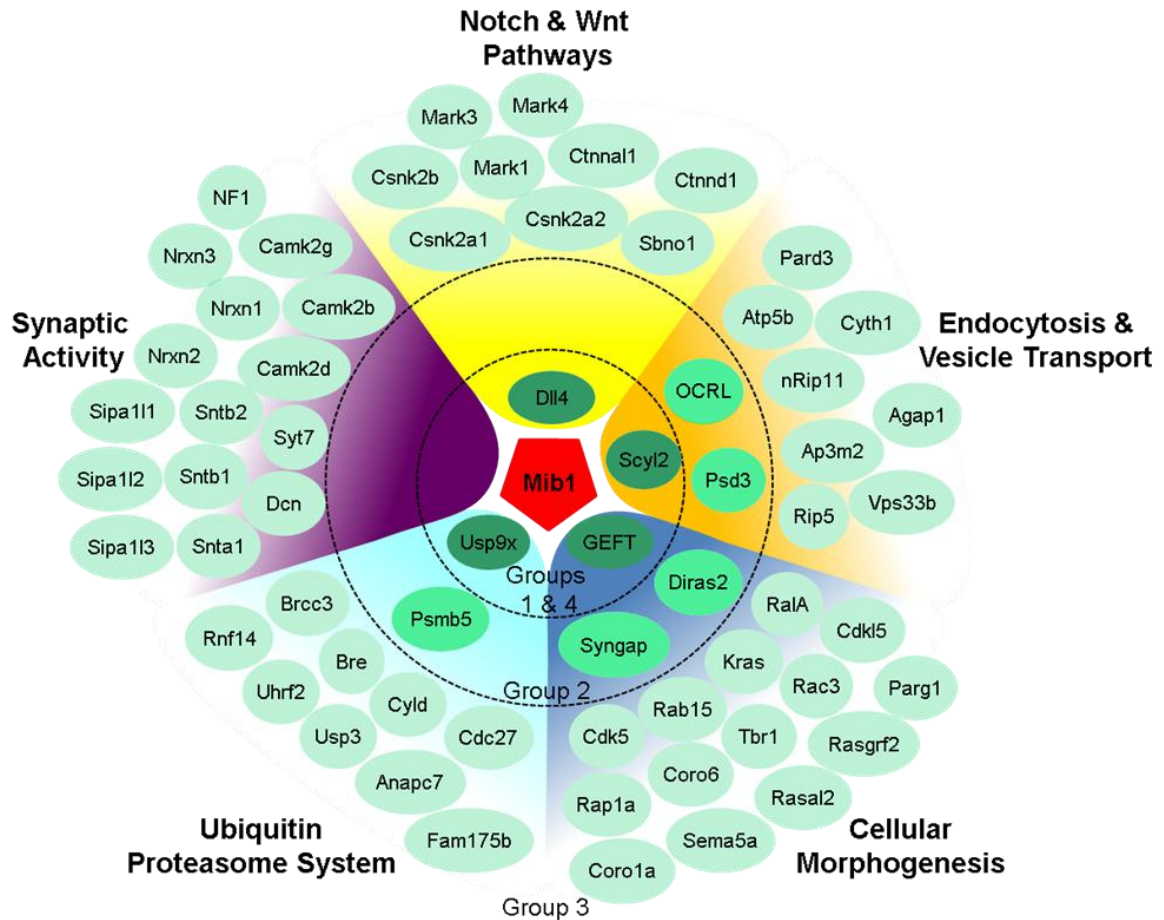 Notch & Wnt
Pathways
Mark3
Mark4
Csnk2b
Mark1
Ctnnal1
Ctnnd1
Csnk2a1
Csnk2a2
Sbno1
Synaptic
Activity
NF1
Nrxn3
Camk2g
Nrxn1
Camk2b
Nrxn2
Camk2d
Sipa1l1
Sntb2
Syt7
Sipa1l2
Sntb1
Dcn
Sipa1l3
Snta1
Endocytosis &
Vesicle Transport
Pard3
Atp5b
Cyth1
OCRL
nRip11
Agap1
Scyl2
Psd3
Ap3m2
Rip5
Vps33b
Dll4
Mib1
Usp9x
GEFT
Groups
1 & 4
Psmb5
Diras2
Syngap
Group 2
Brcc3
Rnf14
Bre
Uhrf2
Cyld
Usp3
Cdc27
Anapc7
Fam175b
Ubiquitin
Proteasome System
RalA
Cdkl5
Kras
Rac3
Parg1
Rab15
Cdk5
Tbr1
Rasgrf2
Coro6
Rap1a
Rasal2
Sema5a
Coro1a
Cellular
Morphogenesis
Group 3